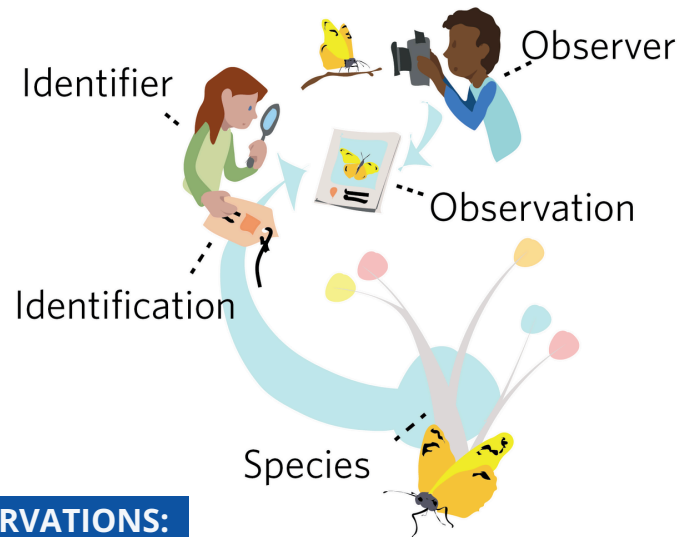 Observer
Identifier
Observation
Identification
Species
RVATIONS: